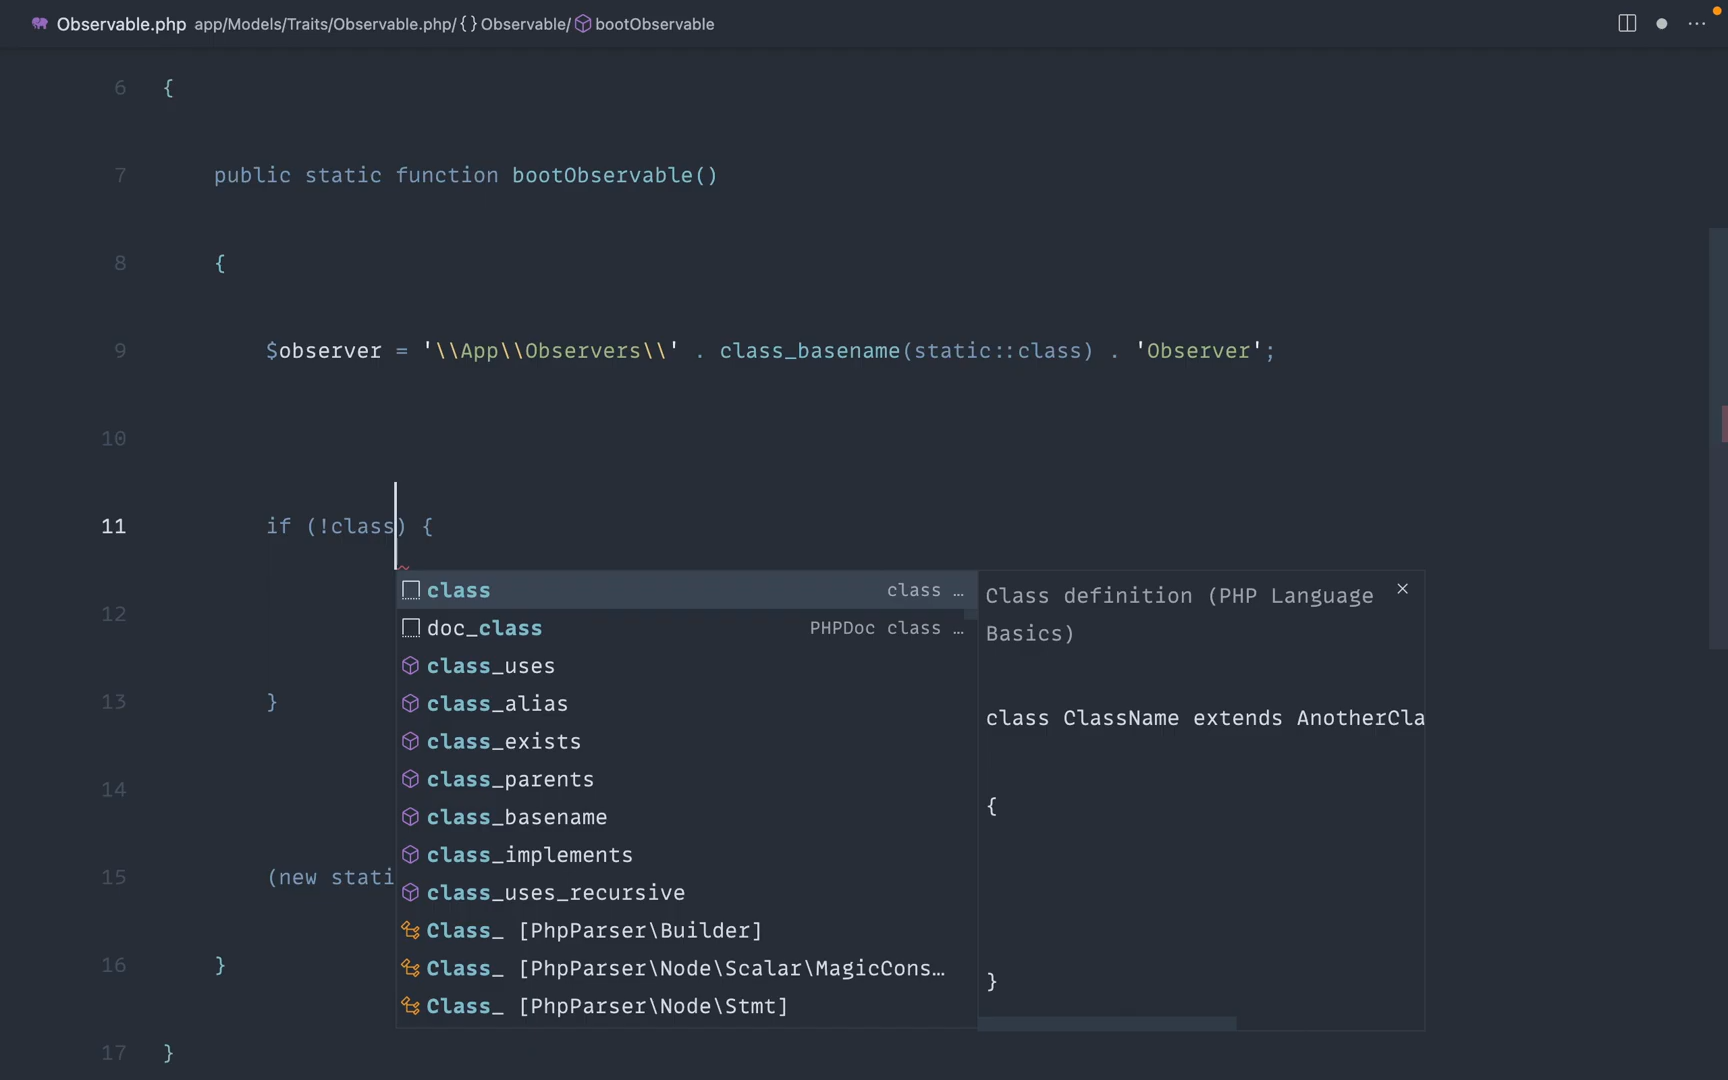 Observable.php app/Models/Traits/Observable.php/{}Observable/bootObservable
6 {
7 public static function bootObservable()
8 {
9 $observer = '\\App\\Observers\\' . class_basename(static::class) . 'Observer';
10
11 if (!class) {
12
13 }
14
15 (new stati
16 }
17 }
class class …
doc_class PHPDoc class …
class_uses
class_alias
class_exists
class_parents
class_basename
class_implements
class_uses_recursive
Class_ [PhpParser\Builder]
Class_ [PhpParser\Node\Scalar\MagicCons…
Class_ [PhpParser\Node\Stmt]
Class definition (PHP Language
Basics)
class ClassName extends AnotherCla
{
}